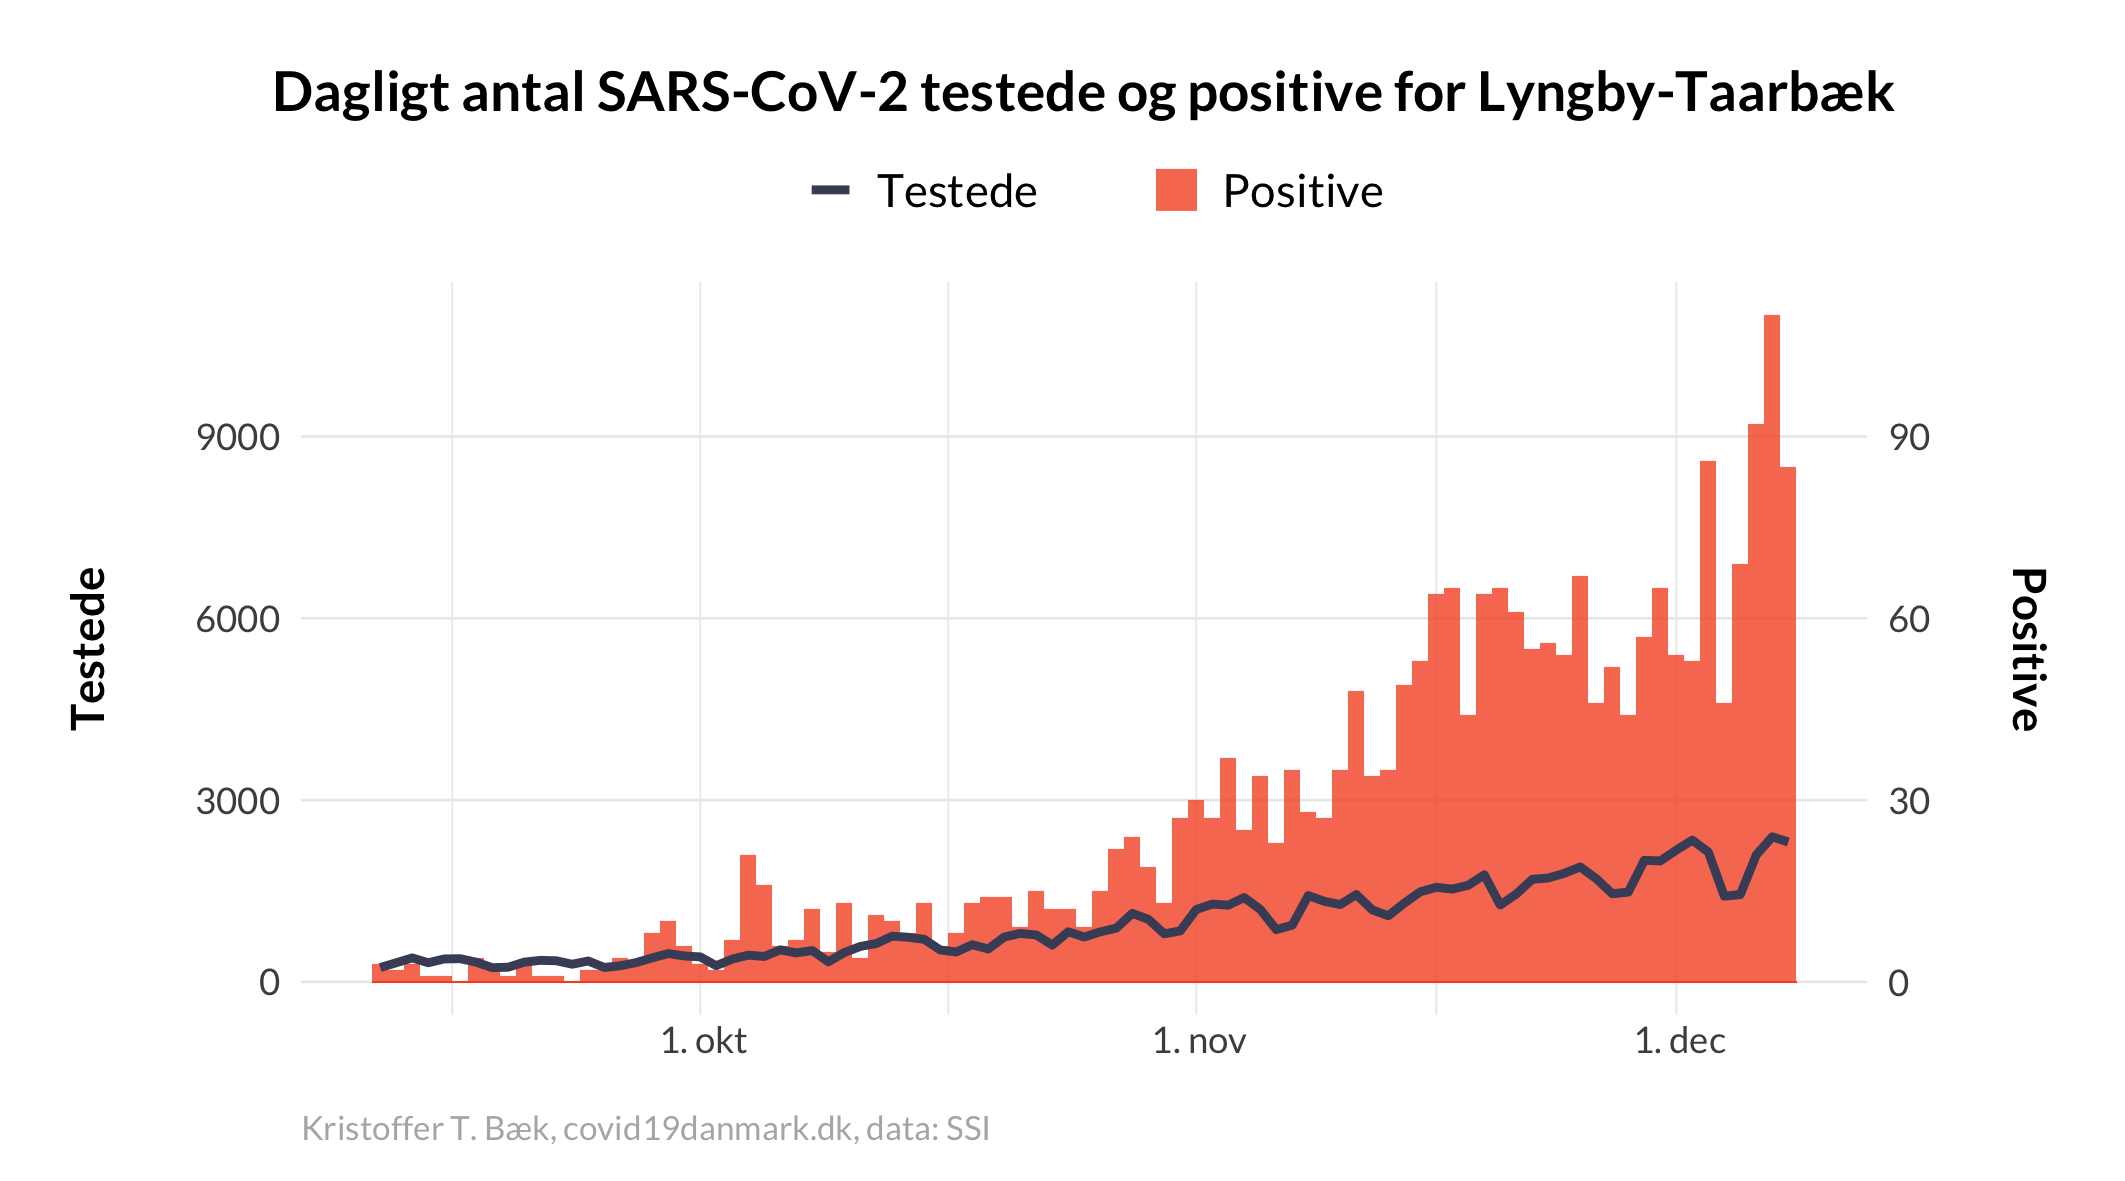 Dagligt antal SARS-CoV-2 testede og positive for Lyngby-Taarbæk
Testede
Positive
Testede
9000
6000
3000
0
90
60
30
0
Positive
1. okt
1. nov
1. dec
Kristoffer T. Bæk, covid19danmark.dk, data: SSI